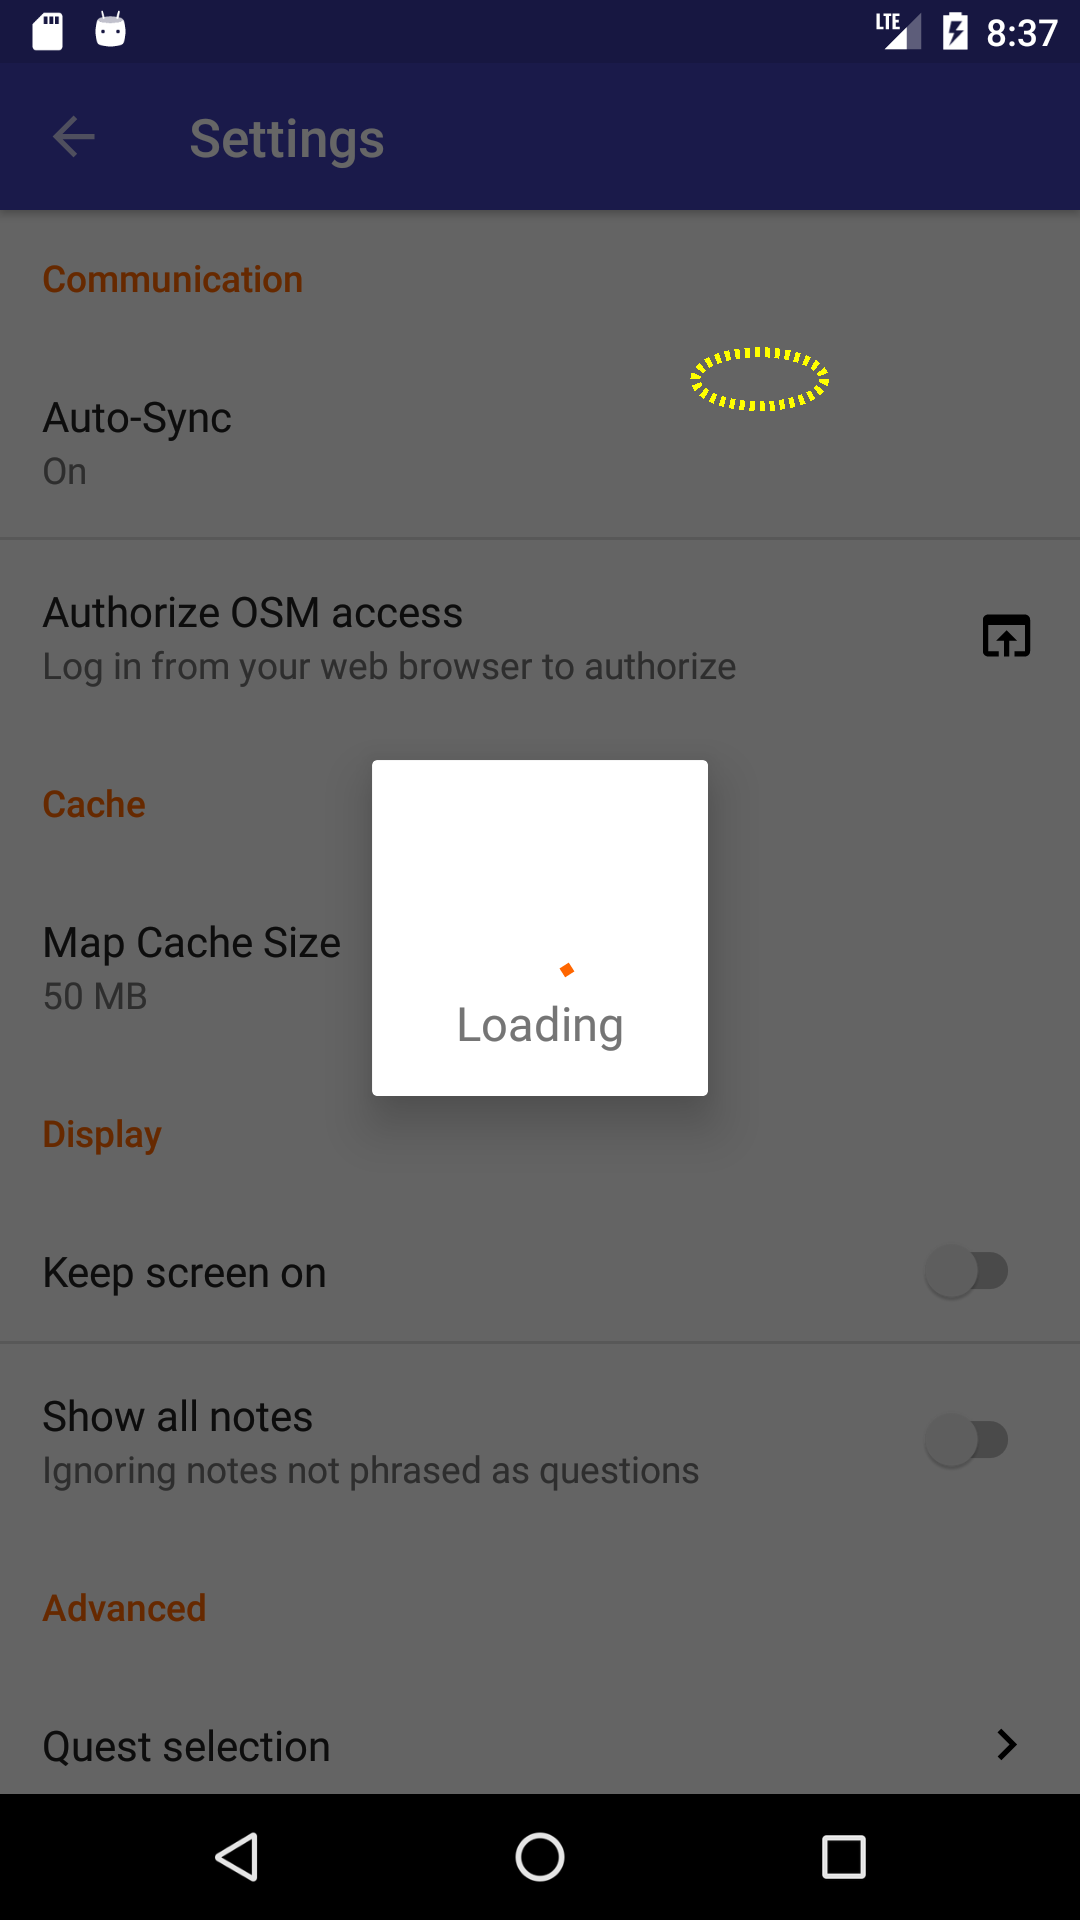 LTE 8:37
Settings
Communication
Auto-Sync
On
Authorize OSM access
Log in from your web browser to authorize
Cache
Map Cache Size
50 MB
Loading
Display
Keep screen on
Show all notes
Ignoring notes not phrased as questions
Advanced
Quest selection